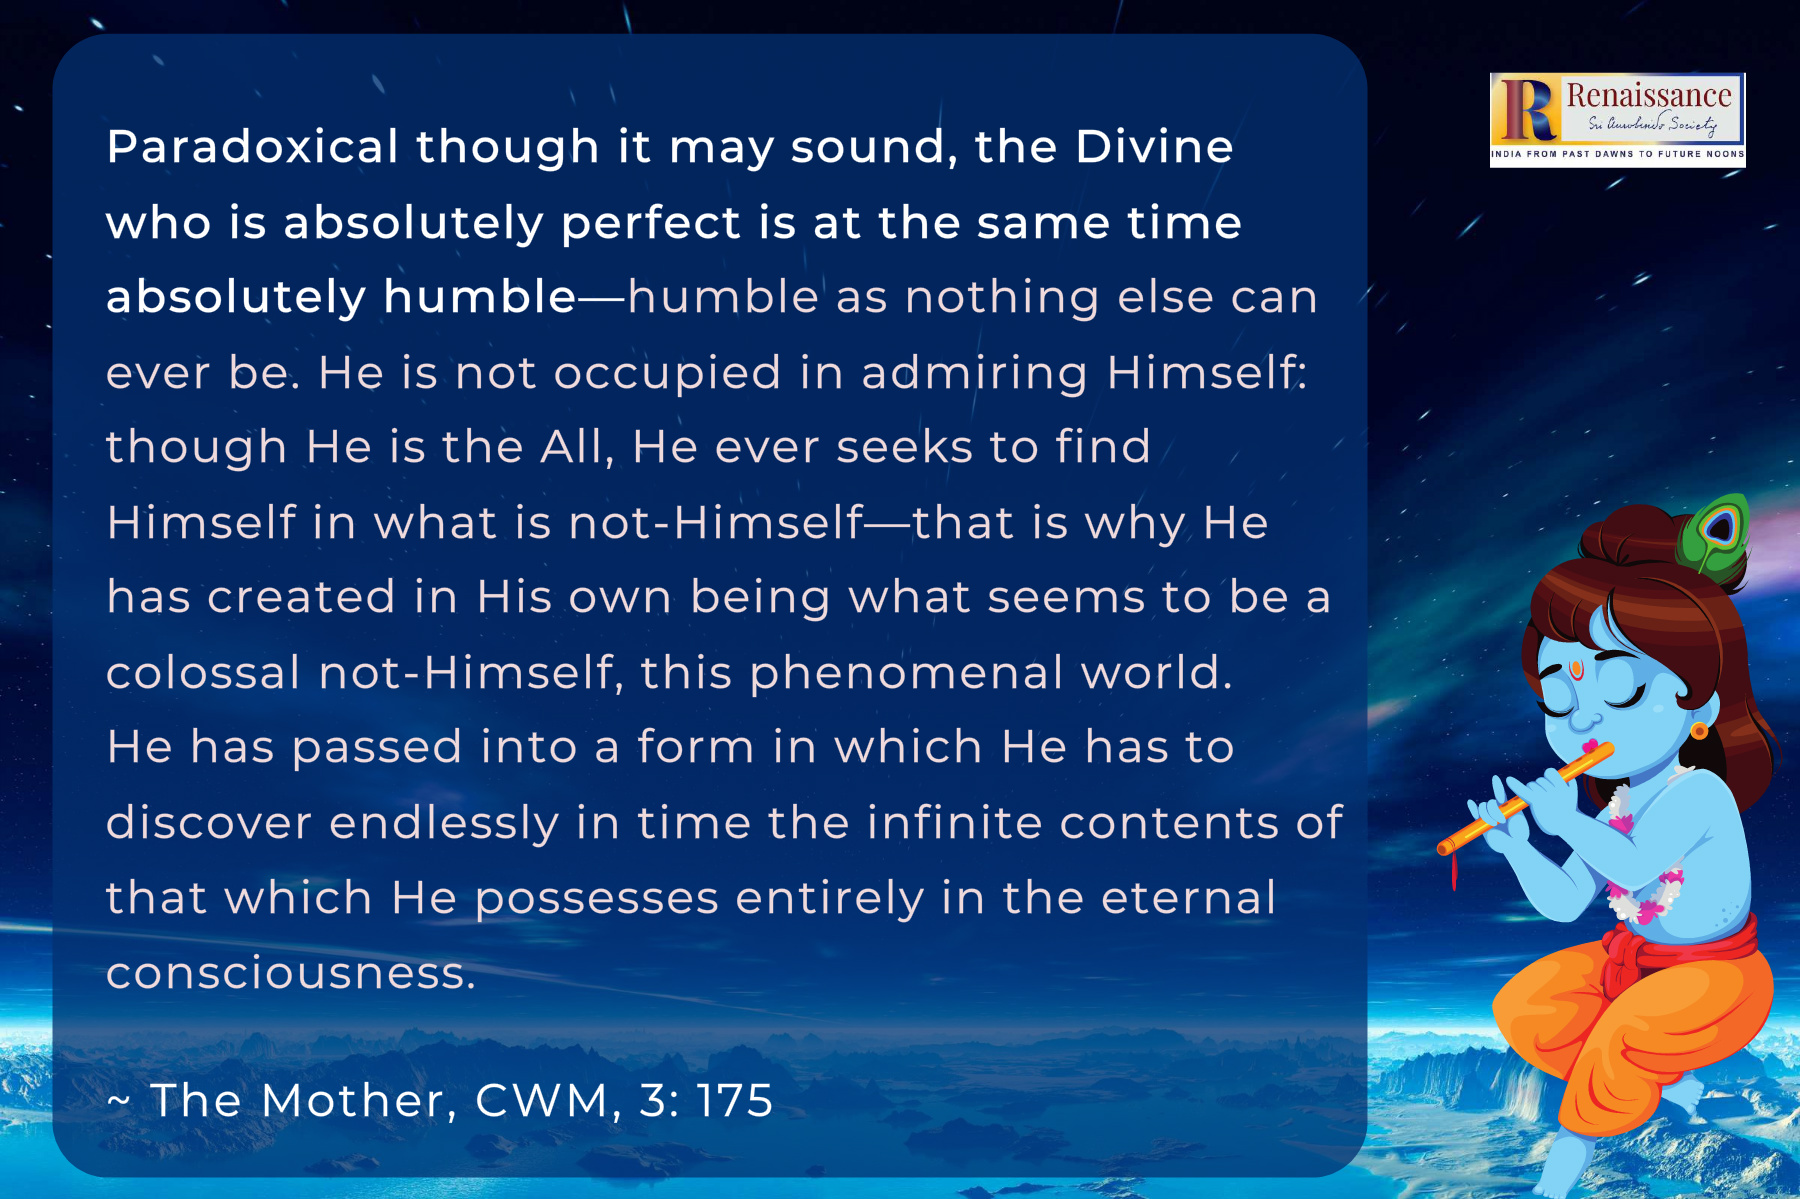 Paradoxical though it may sound, the Divine
who is absolutely perfect is at the same time
absolutely humble—humble as nothing else can
ever be. He is not occupied in admiring Himself:
though He is the All, He ever seeks to find
Himself in what is not-Himself—that is why He
has created in His own being what seems to be a
colossal not-Himself, this phenomenal world.
He has passed into a form in which He has to
discover endlessly in time the infinite contents of
that which He possesses entirely in the eternal
consciousness.
~ The Mother, CWM, 3: 175
R Renaissance
Sri Aurobindo Society
INDIA FROM PAST DAWNS TO FUTURE NOONS